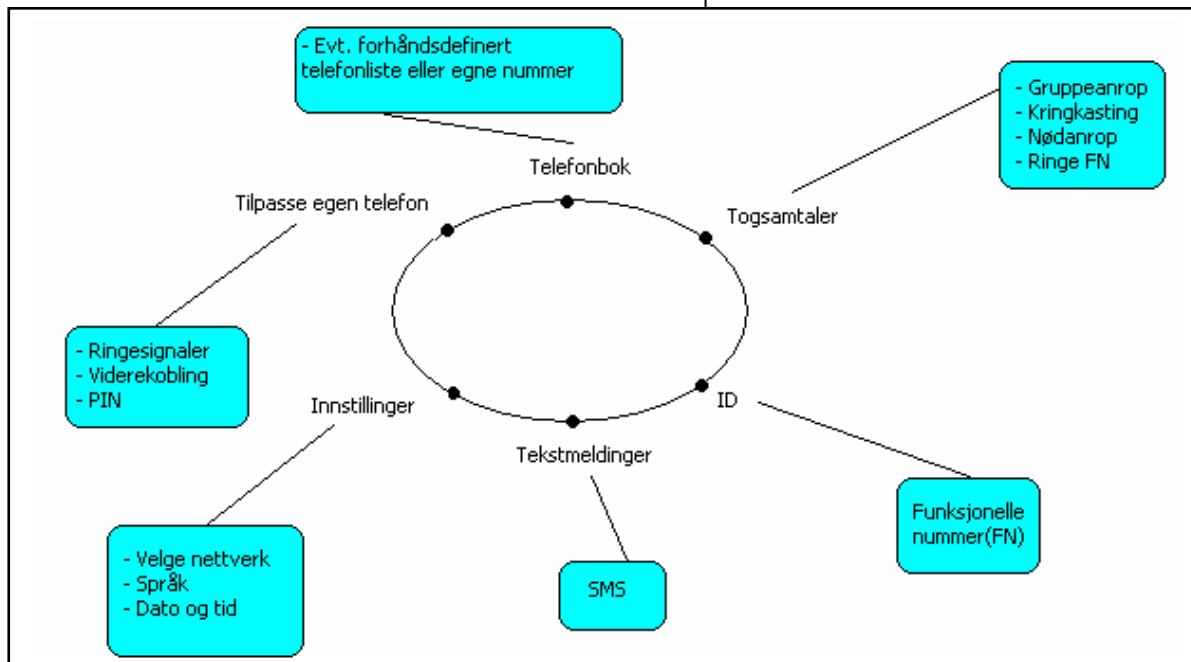 - Evt. forhåndsdefinert
telefonliste eller egne nummer
- Gruppeanrop
- Kringkasting
- Nødanrop
- Ringe FN
Telefonbok
Tilpasse egen telefon
Togsamtaler
- Ringesignaler
- Viderekobling
- PIN
Innstillinger
ID
Tekstmeldinger
Funksjonelle
nummer(FN)
- Velge nettverk
- Språk
- Dato og tid
SMS